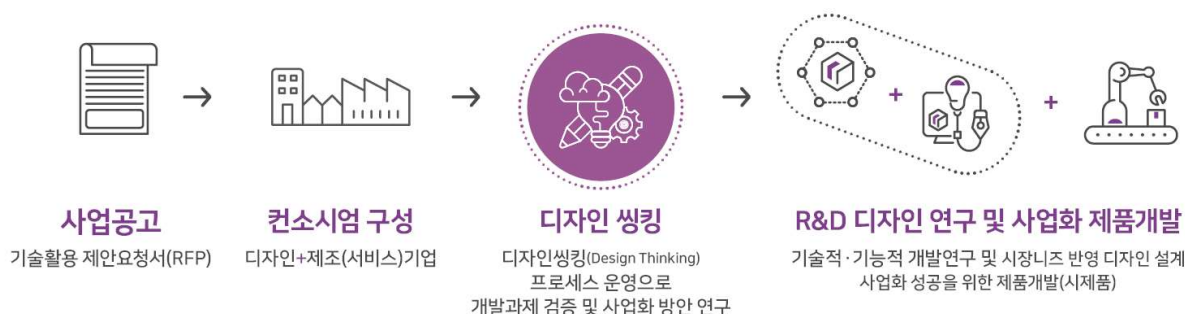 사업공고
기술활용 제안요청서(RFP)
컨소시엄 구성
디자인+제조(서비스)기업
디자인 씽킹
디자인씽킹(Design Thinking)
프로세스 운영으로
개발과제 검증 및 사업화 방안 연구
R&D 디자인 연구 및 사업화 제품개발
기술적·기능적 개발연구 및 시장니즈 반영 디자인 설계
사업화 성공을 위한 제품개발(시제품)